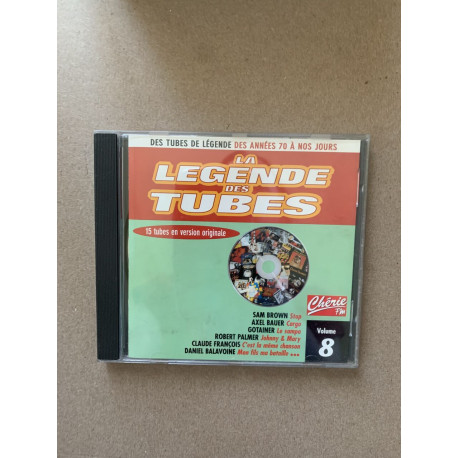 DES TUBES DE LÉGENDE DES ANNÉES 70 À NOS JOURS
LA
LEGENDE
DES
TUBES
15 tubes en version originale
SAM BROWN Stop
AXEL BAUER Cargo
GOTAINER Le sampa
ROBERT PALMER Johnny & Mary
CLAUDE FRANÇOIS C'est la même chanson
DANIEL BALAVOINE Mon fils ma bataille ...
Chérie
FM
Volume
8